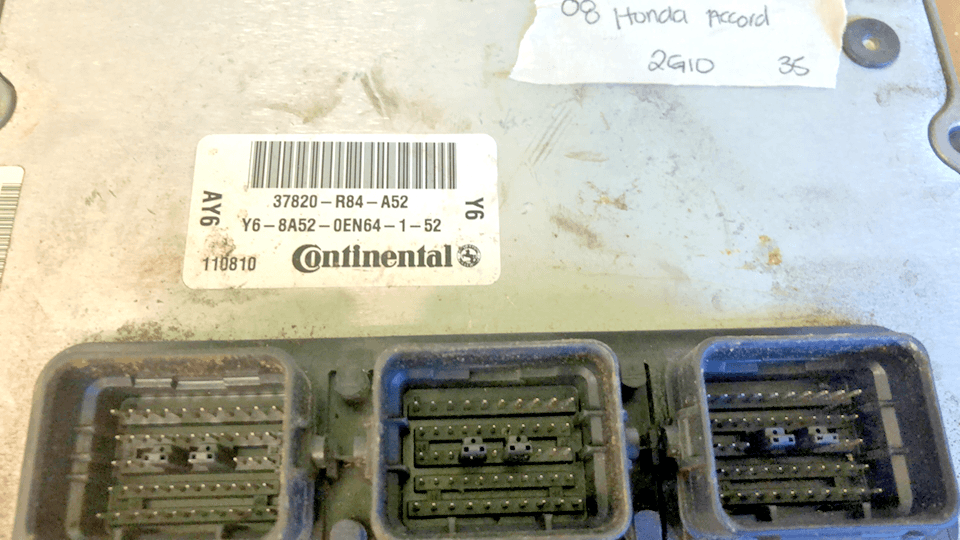 08 Honda Accord
2G10 35
37820-R84-A52
Y6-8A52-0EN64-1-52
AY6
Y6
110810
Continental